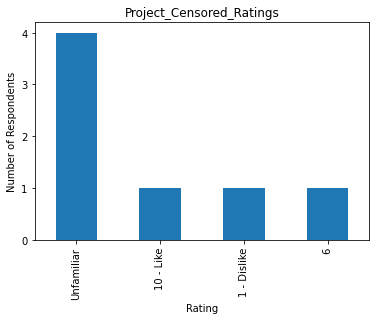 Project_Censored_Ratings
Number of Respondents
4
3
2
1
0
Unfamiliar
10 - Like
1 - Dislike
6
Rating